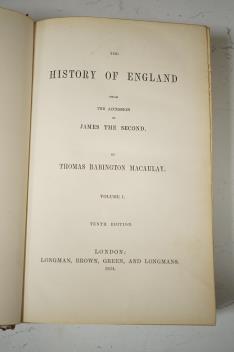 THE
HISTORY OF ENGLAND
FROM
THE ACCESSION
OF
JAMES THE SECOND.
BY
THOMAS BABINGTON MACAULAY.
VOLUME I.
TENTH EDITION.
LONDON:
LONGMAN, BROWN, GREEN, AND LONGMANS.
1854.